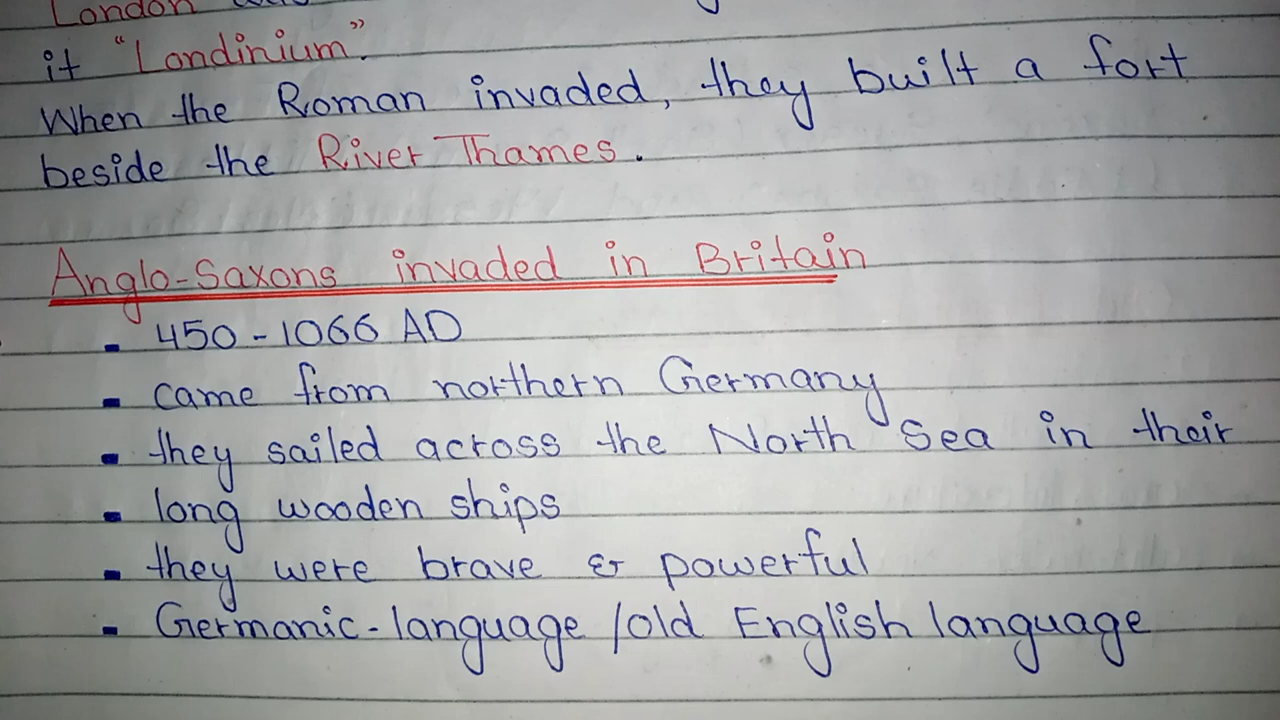 London
it "Londinium".
When the Roman invaded, they built a fort
beside the River Thames.
Anglo-Saxons invaded in Britain
▪ 450-1066 AD
▪ came from northern Germany
▪ they sailed across the North Sea in their
▪ long wooden ships
▪ they were brave & powerful
▪ Germanic-language /old English language